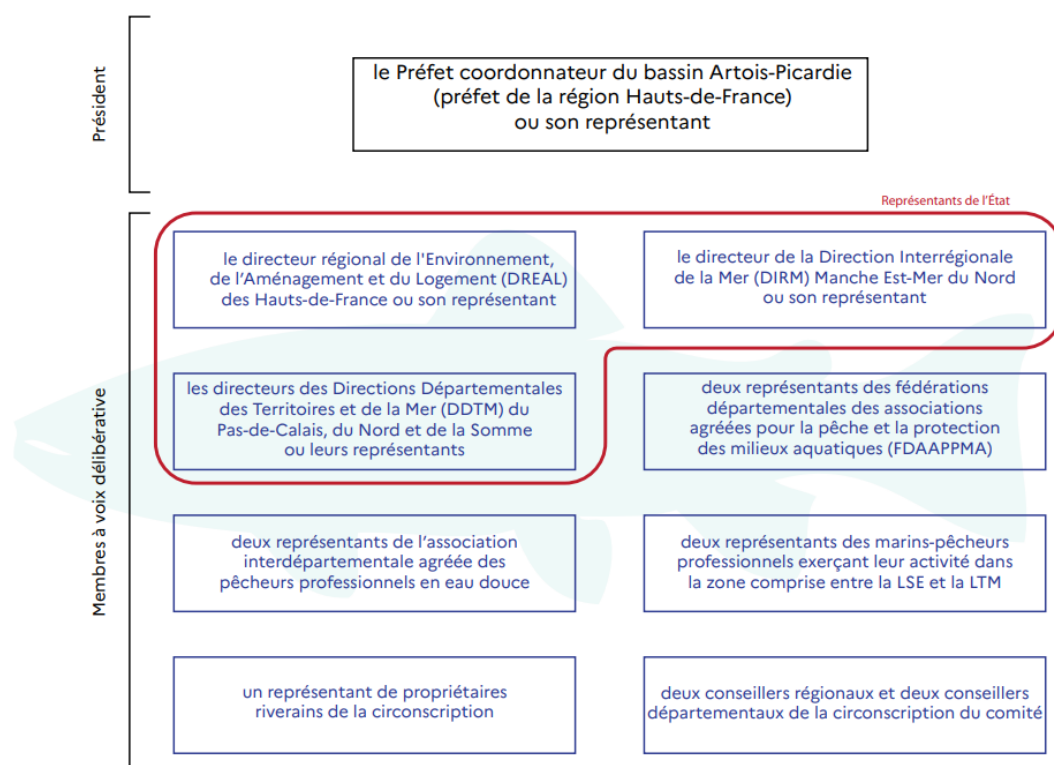 Président
le Préfet coordonnateur du bassin Artois-Picardie
(préfet de la région Hauts-de-France)
ou son représentant
Représentants de l'État
Membres à voix délibérative
le directeur régional de l'Environnement,
de l'Aménagement et du Logement (DREAL)
des Hauts-de-France ou son représentant
le directeur de la Direction Interrégionale
de la Mer (DIRM) Manche Est-Mer du Nord
ou son représentant
les directeurs des Directions Départementales
des Territoires et de la Mer (DDTM) du
Pas-de-Calais, du Nord et de la Somme
ou leurs représentants
deux représentants des fédérations
départementales des associations
agréées pour la pêche et la protection
des milieux aquatiques (FDAAPPMA)
deux représentants de l'association
interdépartementale agréée des
pêcheurs professionnels en eau douce
deux représentants des marins-pêcheurs
professionnels exerçant leur activité dans
la zone comprise entre la LSE et la LTM
un représentant de propriétaires
riverains de la circonscription
deux conseillers régionaux et deux conseillers
départementaux de la circonscription du comité